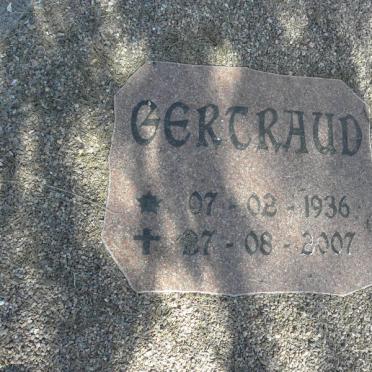 GERTRAUD
* 07 - 02 - 1936
✝ 27 - 08 - 2007